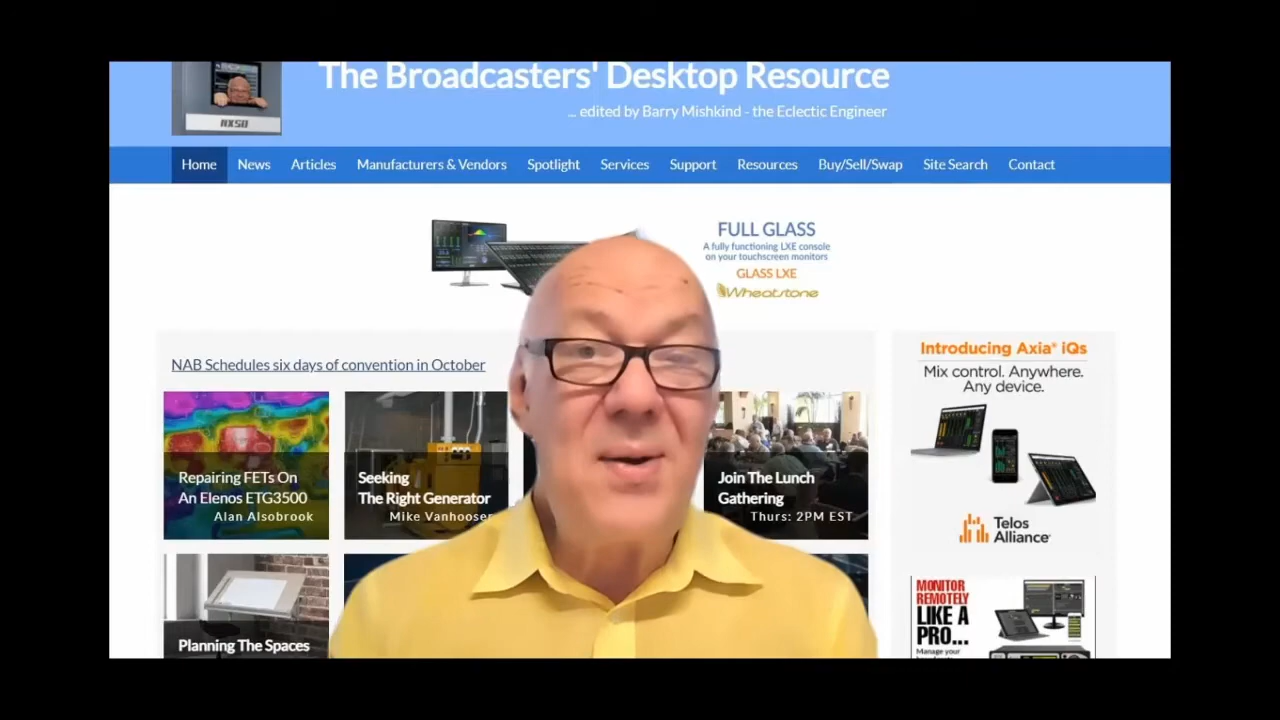 The Broadcasters' Desktop Resource
... edited by Barry Mishkind - the Eclectic Engineer
Home News Articles Manufacturers & Vendors Spotlight Services Support Resources Buy/Sell/Swap Site Search Contact
FULL GLASS
A fully functioning LXE console
on your touchscreen monitors
GLASS LXE
Wheatstone
NAB Schedules six days of convention in October
Repairing FETs On
An Elenos ETG3500
Alan Alsobrook
Seeking
The Right Generator
Mike Vanhooser
Join The Lunch
Gathering
Thurs: 2PM EST
Planning The Spaces
Introducing Axia® iQs
Mix control. Anywhere.
Any device.
Telos
Alliance®
MONITOR
REMOTELY
LIKE A
PRO...
Manage your